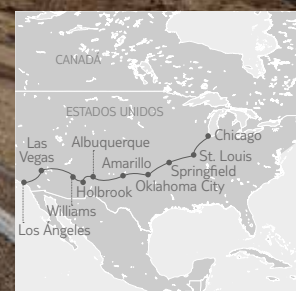 CANADÁ
ESTADOS UNIDOS
Chicago
Las
Vegas
Albuquerque
St. Louis
Amarillo
Springfield
Holbrook
Oklahoma City
Williams
Los Ángeles